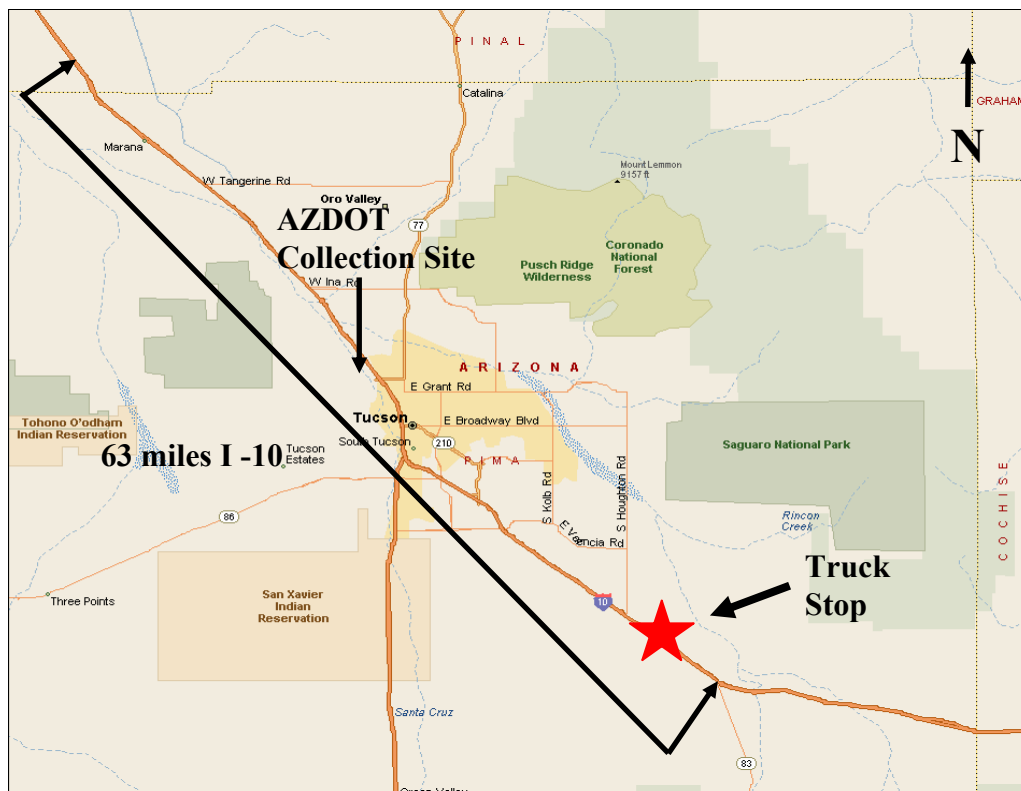 PINAL
GRAHAM
N
Catalina
Marana
Mount Lemmon
9157 ft
W Tangerine Rd
Oro Valley
AZDOT
Collection Site
77
Coronado
National
Forest
Pusch Ridge
Wilderness
W Ina Rd
ARIZONA
E Grant Rd
Tucson
E Broadway Blvd
Tohono O'odham
Indian Reservation
South Tucson
210
Saguaro National Park
63 miles I -10
Tucson
Estates
PIMA
S Kolb Rd
S Houghton Rd
COCHISE
86
E Valencia Rd
Rincon
Creek
Truck
Stop
Three Points
San Xavier
Indian
Reservation
10
Santa Cruz
83
Green Valley